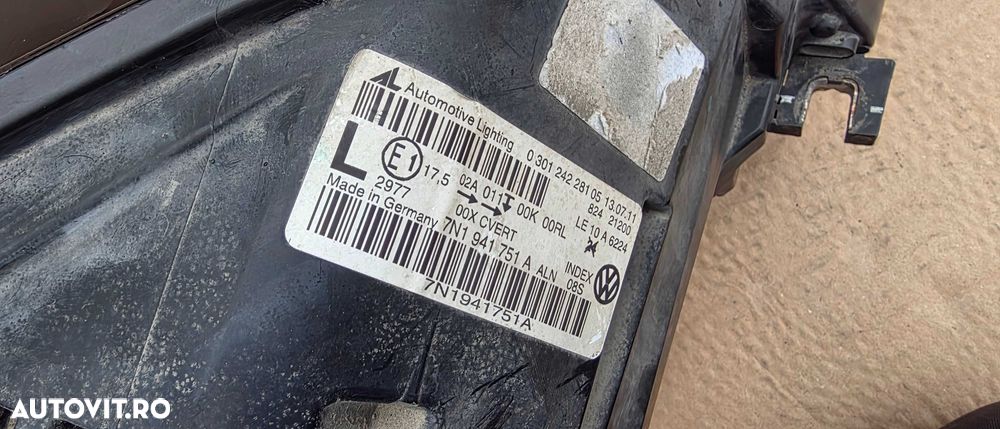 AL Automotive Lighting 0 301 242 281 05 13.07.11
824 21200
L E1 17,5 02A 011 00K 00RL LE 10 A 6224
2977 00X CVERT
Made in Germany 7N1 941 751 A ALN INDEX
08S
7N1941751A
VW
AUTOVIT.RO